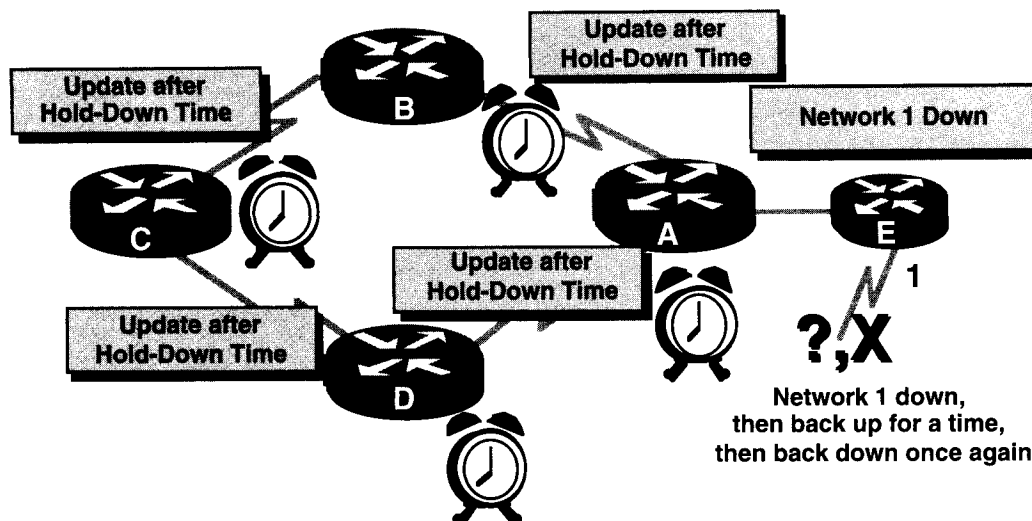 Update after
Hold-Down Time
B
Update after
Hold-Down Time
Network 1 Down
C
A
E
1
Update after
Hold-Down Time
Update after
Hold-Down Time
D
?,X
Network 1 down,
then back up for a time,
then back down once again